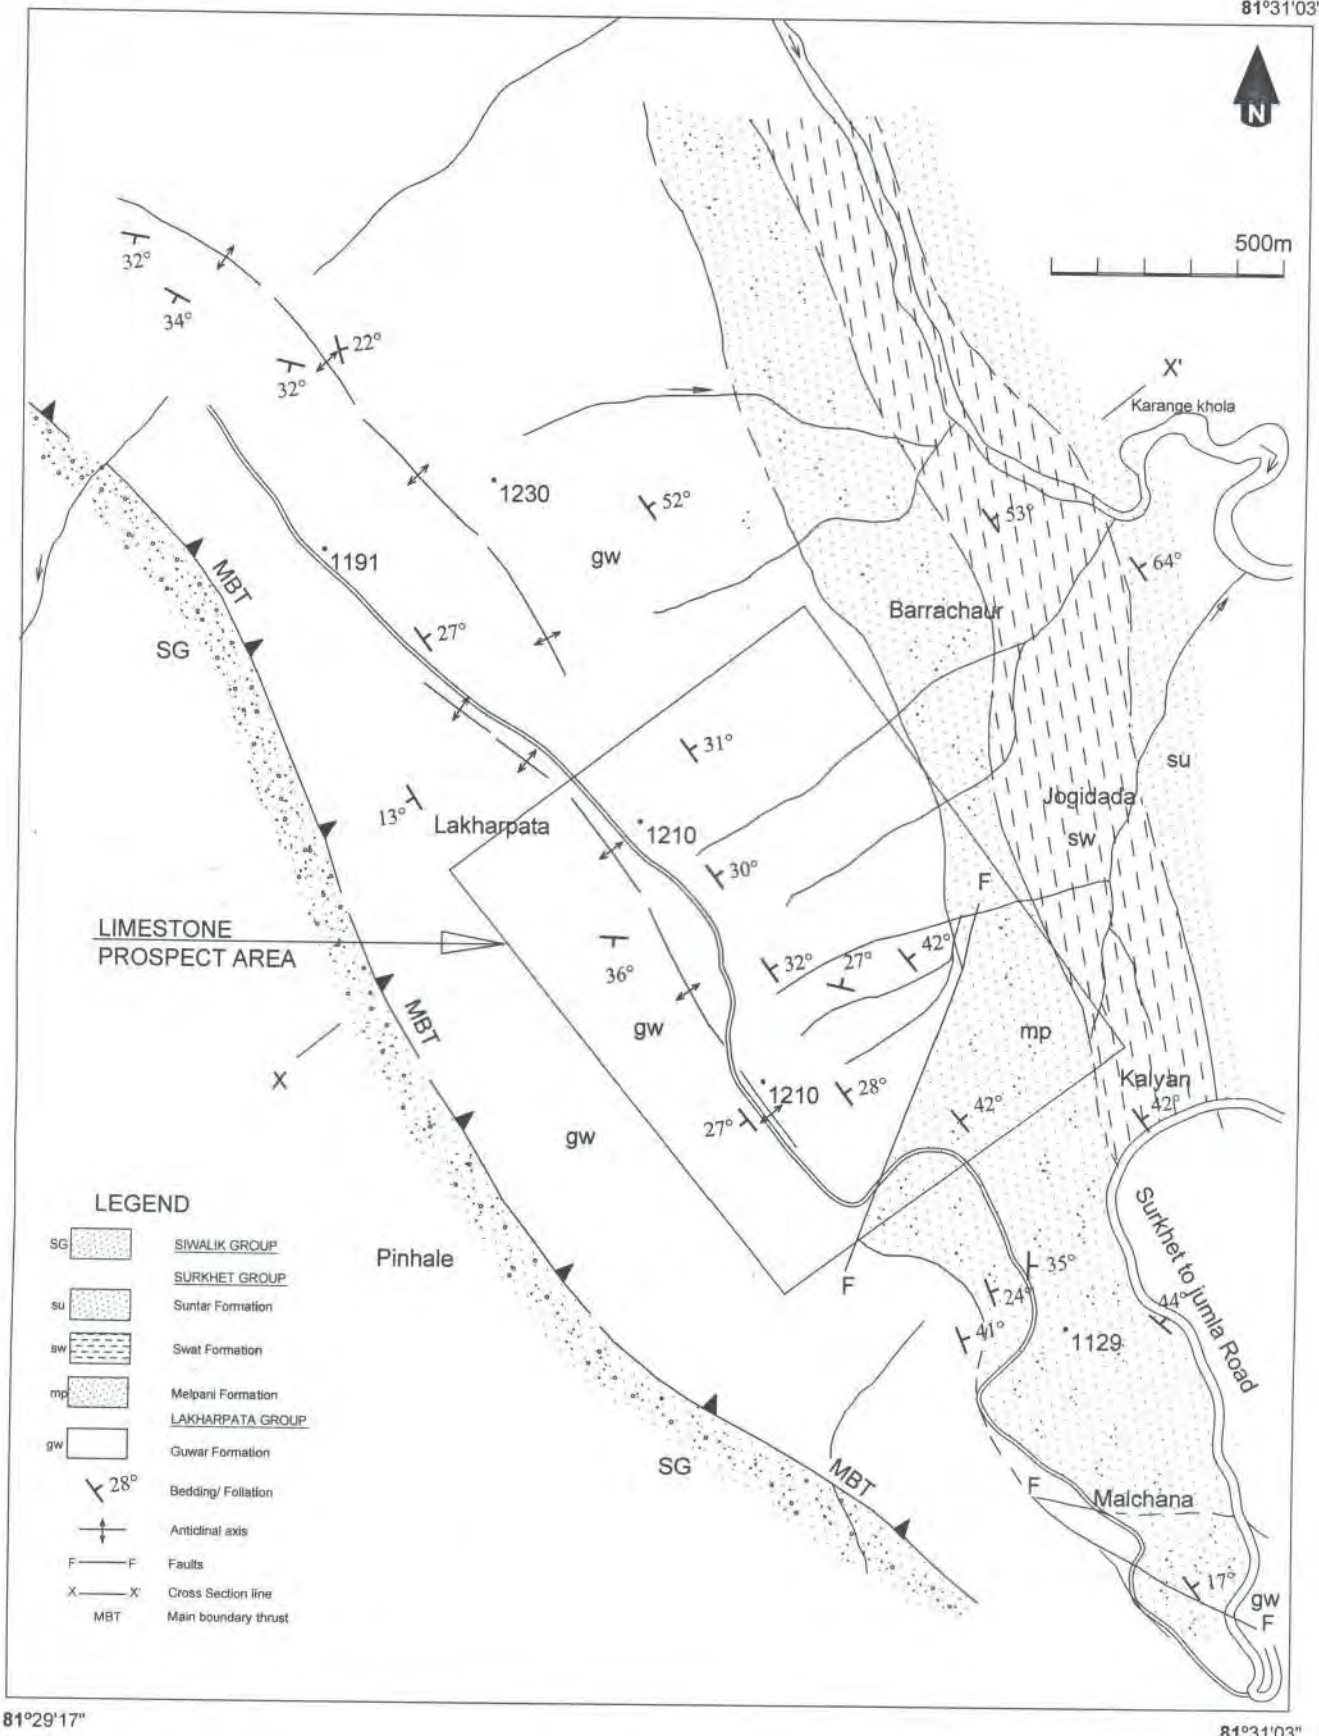 81°31'03"
N
500m
32°
34°
22°
32°
X'
Karange khola
1230
52°
53°
gw
1191
64°
MBT
Barrachaur
27°
SG
31°
su
13°
Lakharpata
Jogidada
1210
sw
30°
F
LIMESTONE
PROSPECT AREA
42°
32°
27°
36°
MBT
gw
mp
X
Kalyan
1210
28°
42°
42°
27°
gw
LEGEND
SG
SIWALIK GROUP
SURKHET GROUP
su
Suntar Formation
sw
Swat Formation
mp
Melpani Formation
LAKHARPATA GROUP
gw
Guwar Formation
28°
Bedding/ Foliation
Anticlinal axis
F F
Faults
X X'
Cross Section line
MBT
Main boundary thrust
Pinhale
Surkhet to jumla Road
35°
F
24°
44°
41°
1129
SG
MBT
F
Malchana
17°
gw
F
81°29'17"
81°31'03"